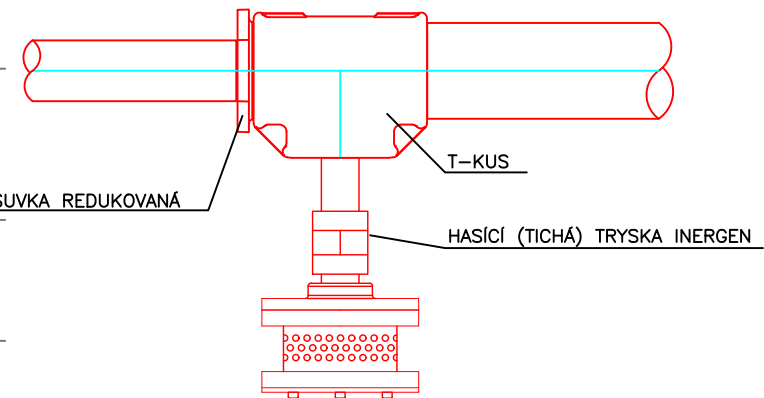 T-KUS
SUVKA REDUKOVANÁ
HASÍCÍ (TICHÁ) TRYSKA INERGEN